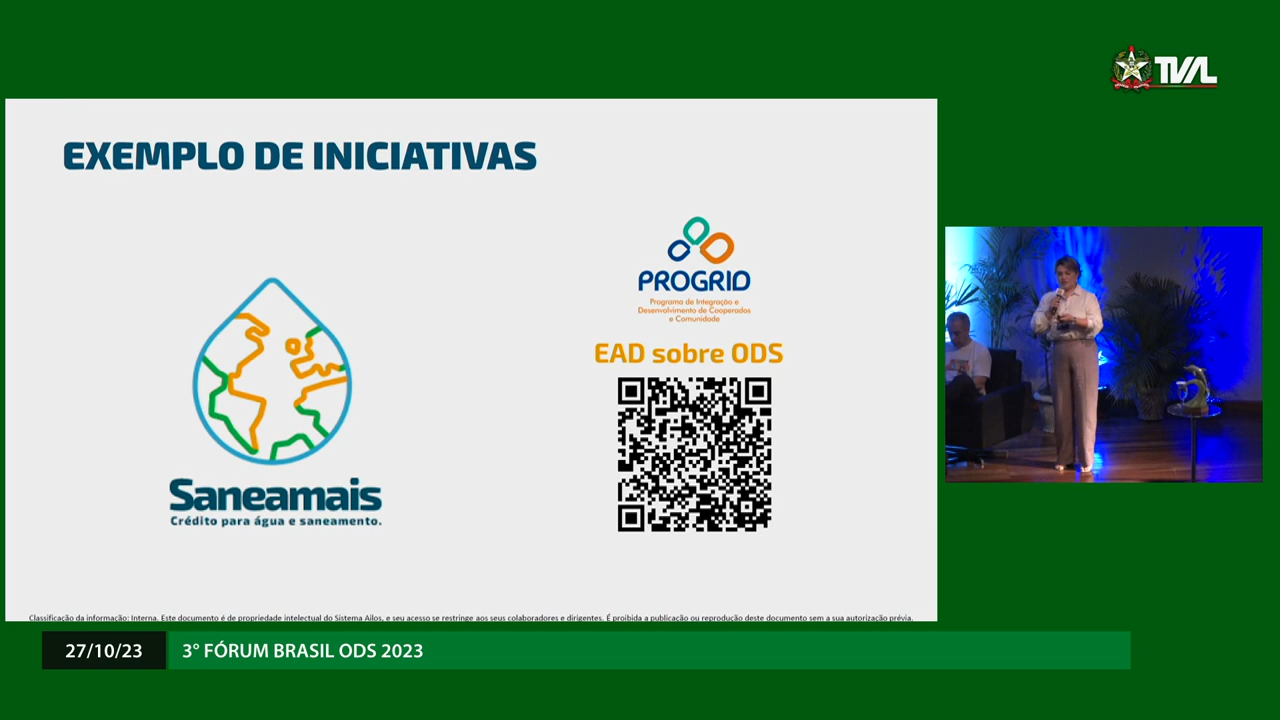 TVAL
EXEMPLO DE INICIATIVAS
PROGRID
Programa de Integração e
Desenvolvimento de Cooperados
e Comunidade
EAD sobre ODS
Saneamais
Crédito para água e saneamento.
Classificação da informação: Interna. Este documento é de propriedade intelectual do Sistema Ailos, e seu acesso se restringe aos seus colaboradores e dirigentes. É proibida a publicação ou reprodução deste documento sem a sua autorização prévia.
27/10/23
3° FÓRUM BRASIL ODS 2023